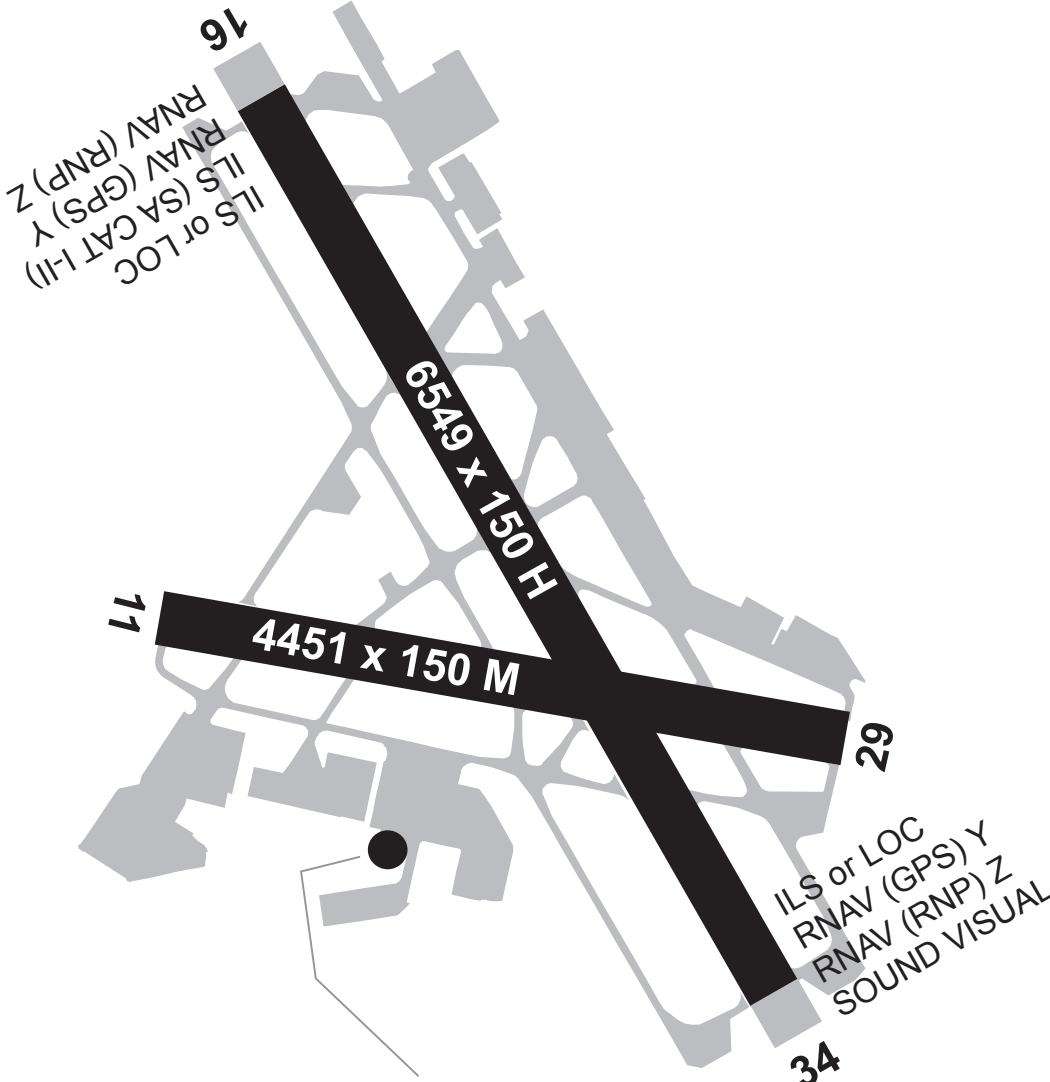 16
RNAV (RNP) Z
RNAV (GPS) Y
ILS (SA CAT I-II)
ILS or LOC
6549 x 150 H
11
4451 x 150 M
29
ILS or LOC
RNAV (GPS) Y
RNAV (RNP) Z
SOUND VISUAL
34